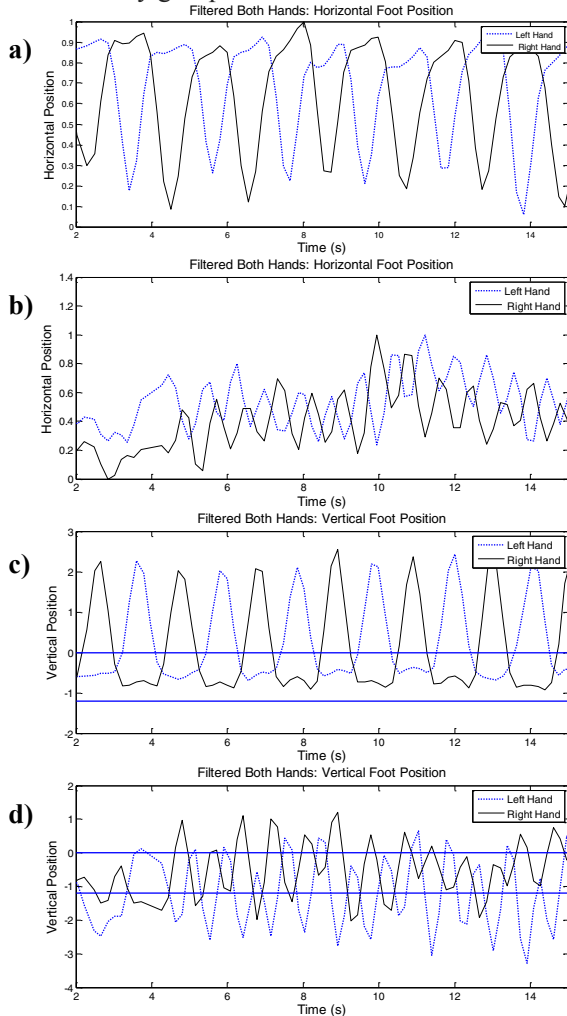 Filtered Both Hands: Horizontal Foot Position
a)
Horizontal Position
1
0.9
0.8
0.7
0.6
0.5
0.4
0.3
0.2
0.1
0
2 4 6 8 10 12 14
Time (s)
Left Hand
Right Hand
Filtered Both Hands: Horizontal Foot Position
b)
Horizontal Position
1.4
1.2
1.0
0.8
0.6
0.4
0.2
0
2 4 6 8 10 12 14
Time (s)
Left Hand
Right Hand
Filtered Both Hands: Vertical Foot Position
c)
Vertical Position
3
2
1
0
-1
-2
2 4 6 8 10 12 14
Time (s)
Left Hand
Right Hand
Filtered Both Hands: Vertical Foot Position
d)
Vertical Position
2
1
0
-1
-2
-3
-4
2 4 6 8 10 12 14
Time (s)
Left Hand
Right Hand